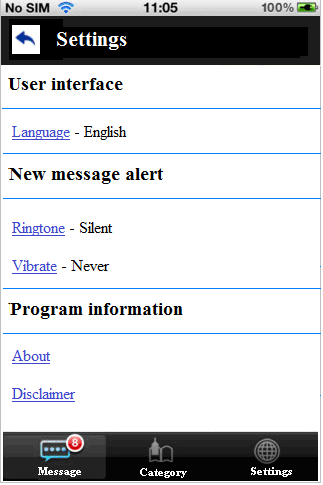 No SIM 11:05 100%
Settings
User interface
Language - English
New message alert
Ringtone - Silent
Vibrate - Never
Program information
About
Disclaimer
8
Message Category Settings